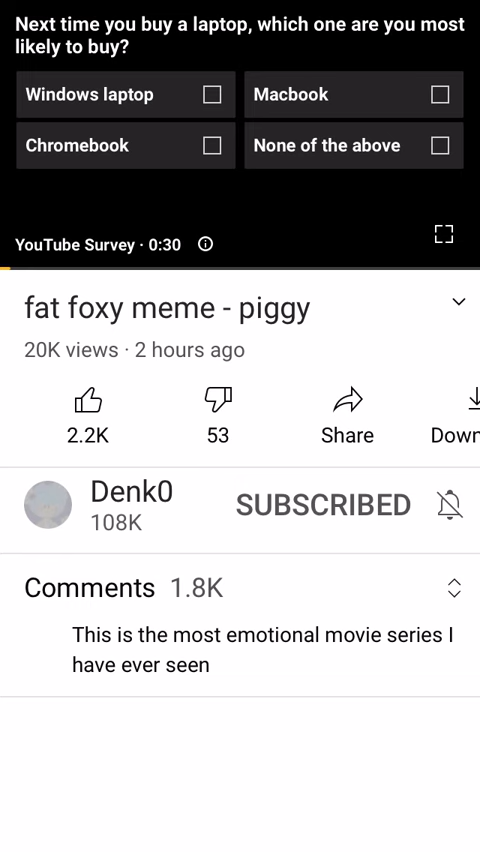 Next time you buy a laptop, which one are you most
likely to buy?
Windows laptop
Macbook
Chromebook
None of the above
YouTube Survey · 0:30
fat foxy meme - piggy
20K views · 2 hours ago
2.2K
53
Share
Down
Denk0
108K
SUBSCRIBED
Comments 1.8K
This is the most emotional movie series I
have ever seen